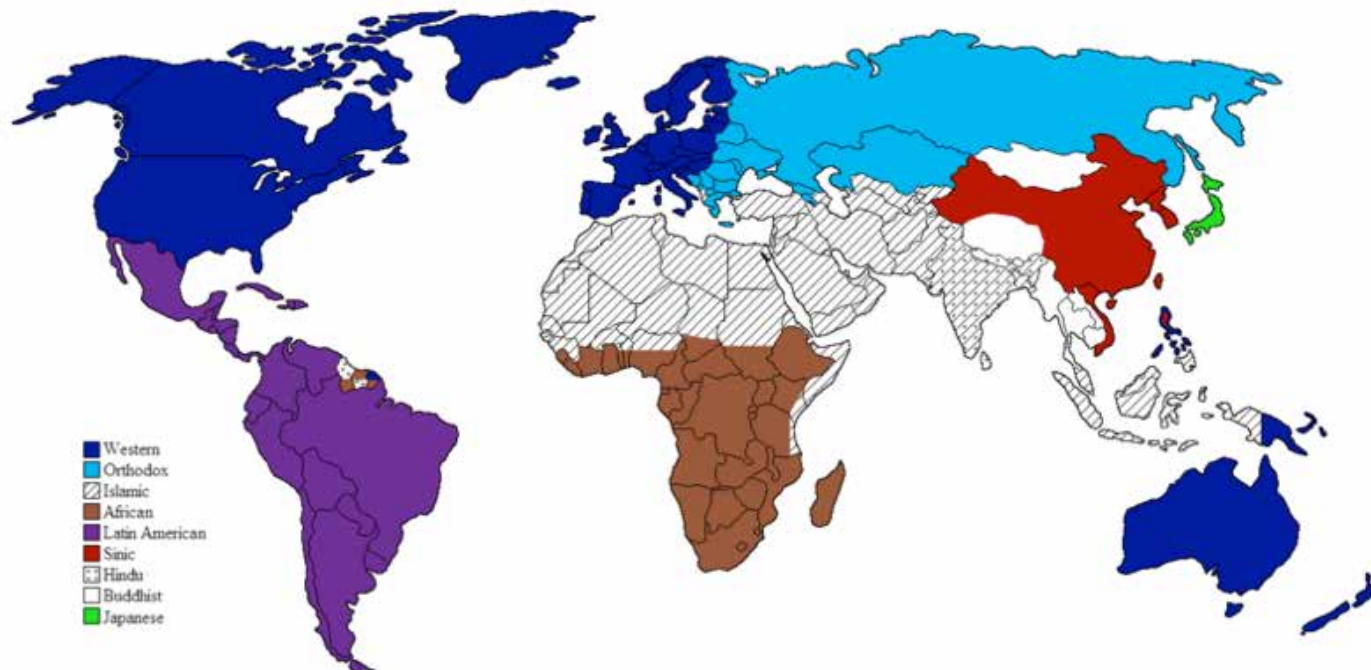 Western
Orthodox
Islamic
African
Latin American
Sinic
Hindu
Buddhist
Japanese